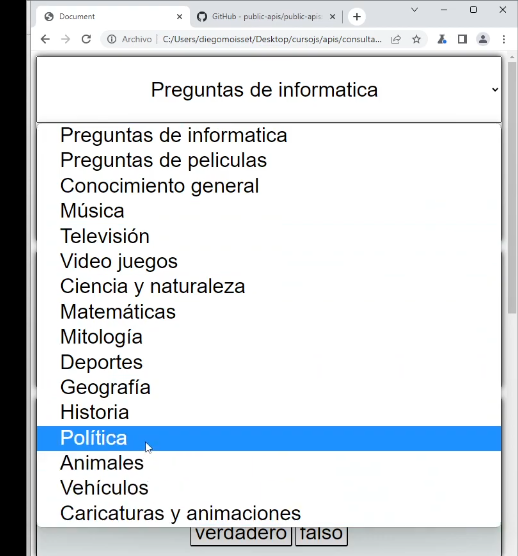 Document
GitHub - public-apis/public-apis
Archivo
C:/Users/diegomoisset/Desktop/cursojs/apis/consulta...
Preguntas de informatica
Preguntas de informatica
Preguntas de peliculas
Conocimiento general
Música
Televisión
Video juegos
Ciencia y naturaleza
Matemáticas
Mitología
Deportes
Geografía
Historia
Política
Animales
Vehículos
Caricaturas y animaciones
verdadero falso